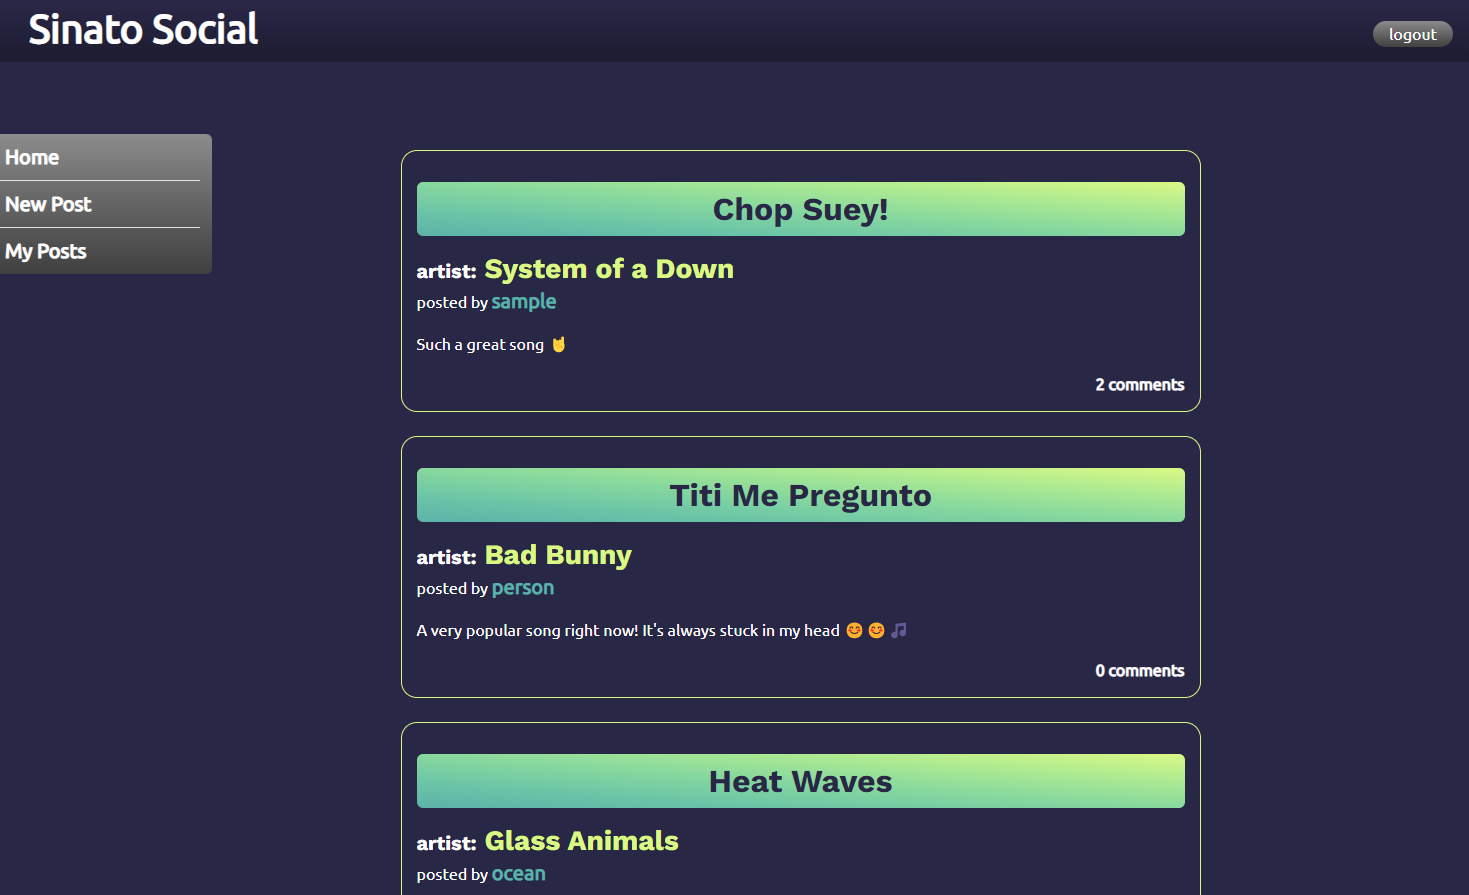 Sinato Social
logout
Home
New Post
My Posts
Chop Suey!
artist: System of a Down
posted by sample
Such a great song 🤘
2 comments
Titi Me Pregunto
artist: Bad Bunny
posted by person
A very popular song right now! It's always stuck in my head 😊 😊 🎵
0 comments
Heat Waves
artist: Glass Animals
posted by ocean